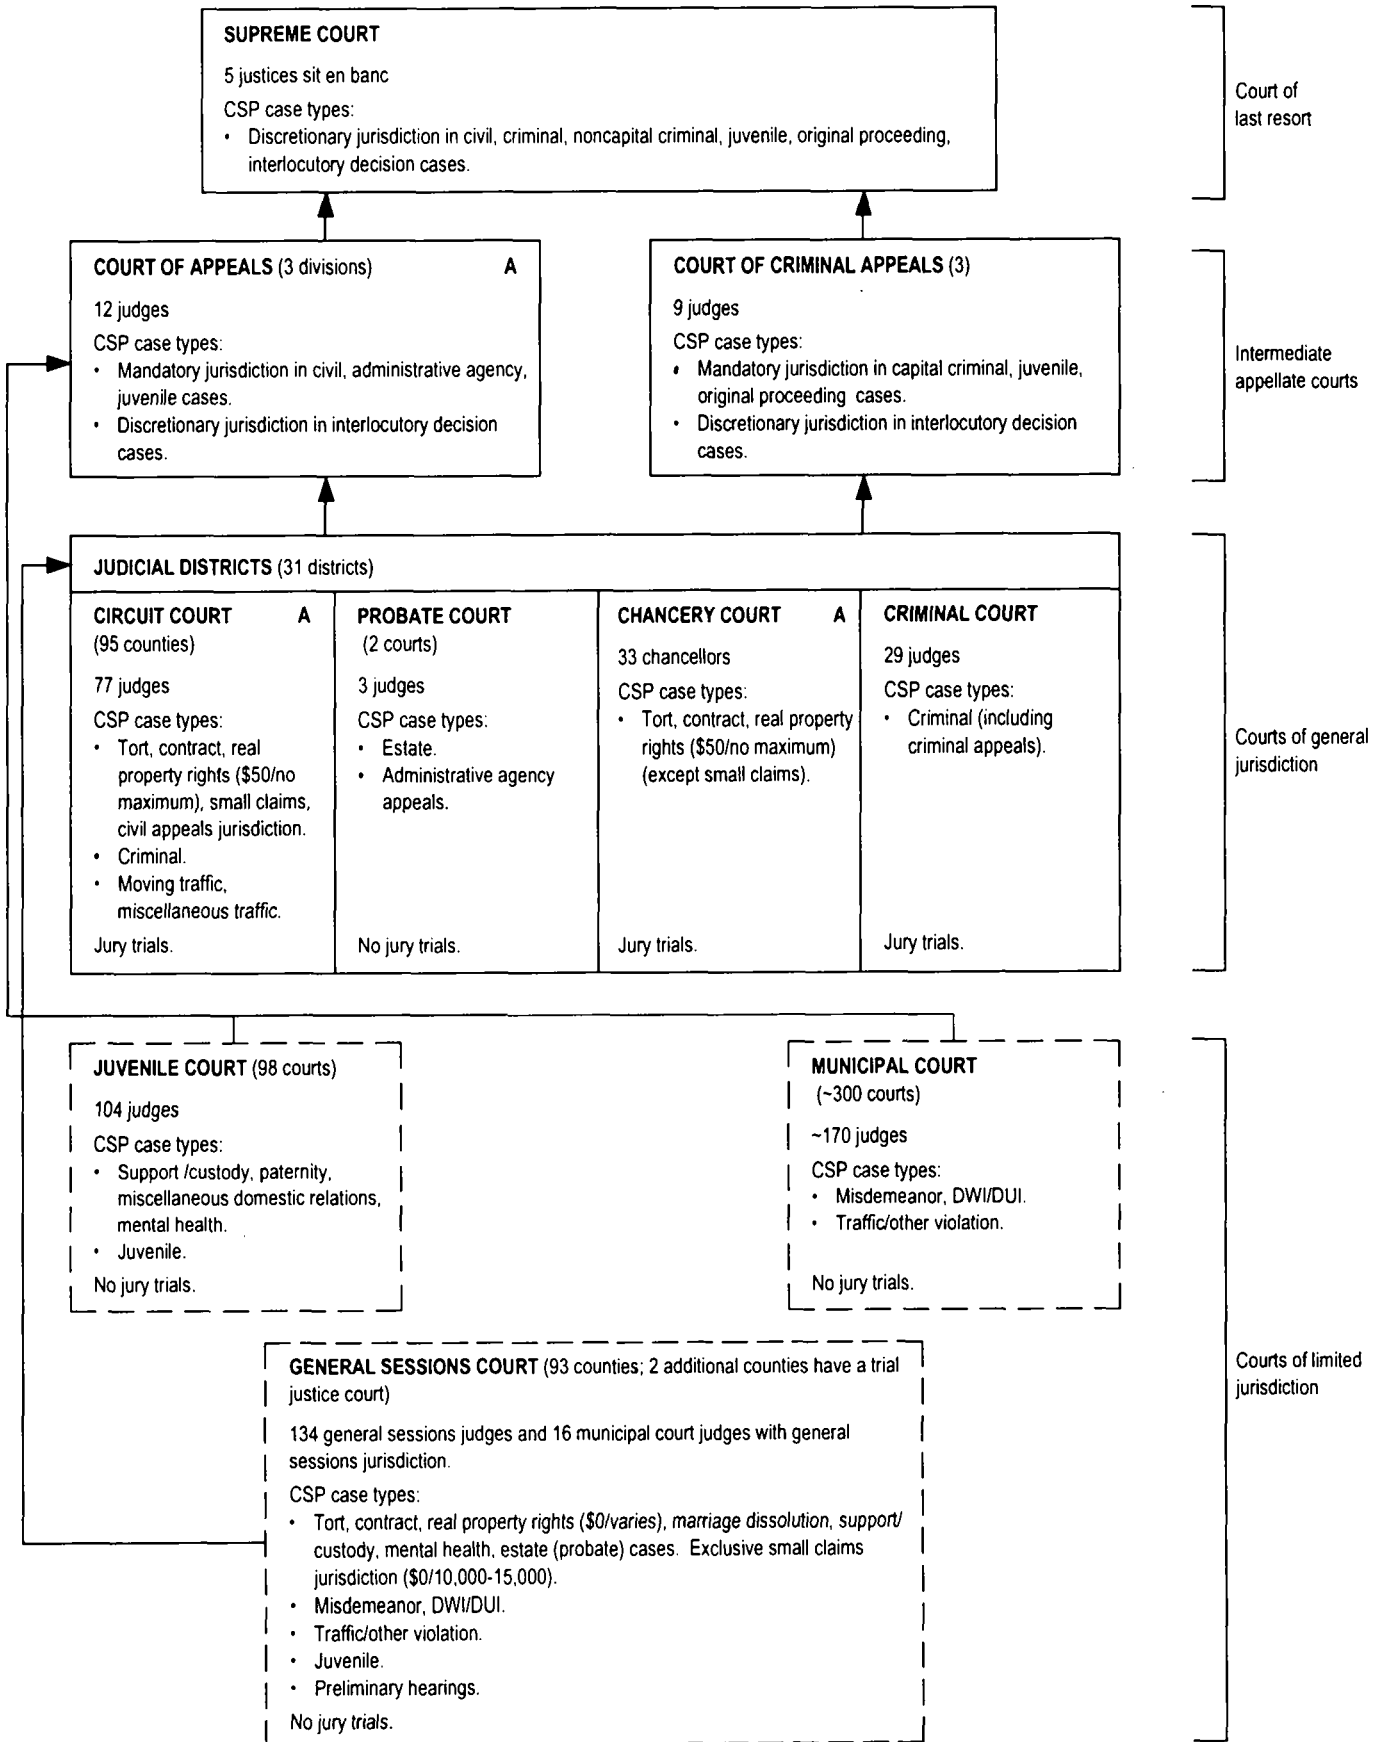 SUPREME COURT
5 justices sit en banc
CSP case types:
• Discretionary jurisdiction in civil, criminal, noncapital criminal, juvenile, original proceeding,
interlocutory decision cases.
Court of
last resort
COURT OF APPEALS (3 divisions) A
12 judges
CSP case types:
• Mandatory jurisdiction in civil, administrative agency,
juvenile cases.
• Discretionary jurisdiction in interlocutory decision
cases.
COURT OF CRIMINAL APPEALS (3)
9 judges
CSP case types:
• Mandatory jurisdiction in capital criminal, juvenile,
original proceeding cases.
• Discretionary jurisdiction in interlocutory decision
cases.
Intermediate
appellate courts
JUDICIAL DISTRICTS (31 districts)
CIRCUIT COURT A
(95 counties)
77 judges
CSP case types:
• Tort, contract, real
property rights ($50/no
maximum), small claims,
civil appeals jurisdiction.
• Criminal.
• Moving traffic,
miscellaneous traffic.
Jury trials.
PROBATE COURT
(2 courts)
3 judges
CSP case types:
• Estate.
• Administrative agency
appeals.
No jury trials.
CHANCERY COURT A
33 chancellors
CSP case types:
• Tort, contract, real property
rights ($50/no maximum)
(except small claims).
Jury trials.
CRIMINAL COURT
29 judges
CSP case types:
• Criminal (including
criminal appeals).
Jury trials.
Courts of general
jurisdiction
JUVENILE COURT (98 courts)
104 judges
CSP case types:
• Support /custody, paternity,
miscellaneous domestic relations,
mental health.
• Juvenile.
No jury trials.
MUNICIPAL COURT
(~300 courts)
~170 judges
CSP case types:
• Misdemeanor, DWI/DUI.
• Traffic/other violation.
No jury trials.
GENERAL SESSIONS COURT (93 counties; 2 additional counties have a trial
justice court)
134 general sessions judges and 16 municipal court judges with general
sessions jurisdiction.
CSP case types:
• Tort, contract, real property rights ($0/varies), marriage dissolution, support/
custody, mental health, estate (probate) cases. Exclusive small claims
jurisdiction ($0/10,000-15,000).
• Misdemeanor, DWI/DUI.
• Traffic/other violation.
• Juvenile.
• Preliminary hearings.
No jury trials.
Courts of limited
jurisdiction